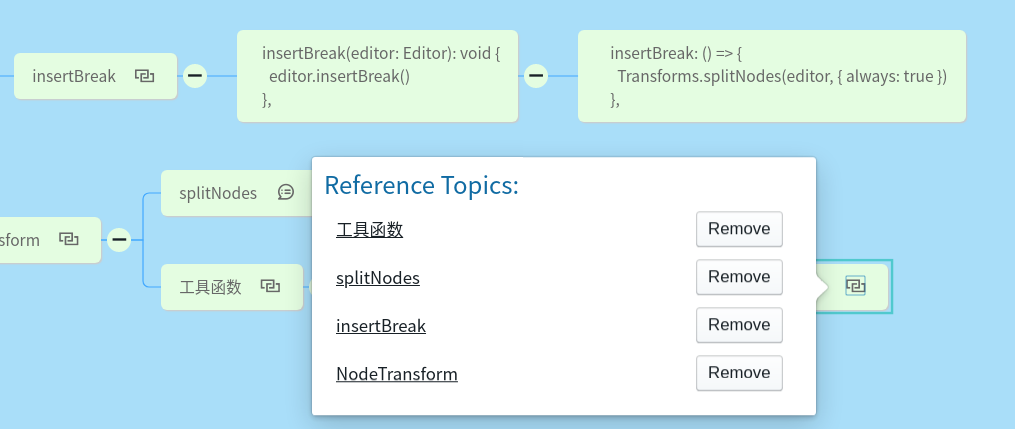 insertBreak
insertBreak(editor: Editor): void {
editor.insertBreak()
},
insertBreak: () => {
Transforms.splitNodes(editor, { always: true })
},
splitNodes
sform
工具函数
Reference Topics:
工具函数 Remove
splitNodes Remove
insertBreak Remove
NodeTransform Remove